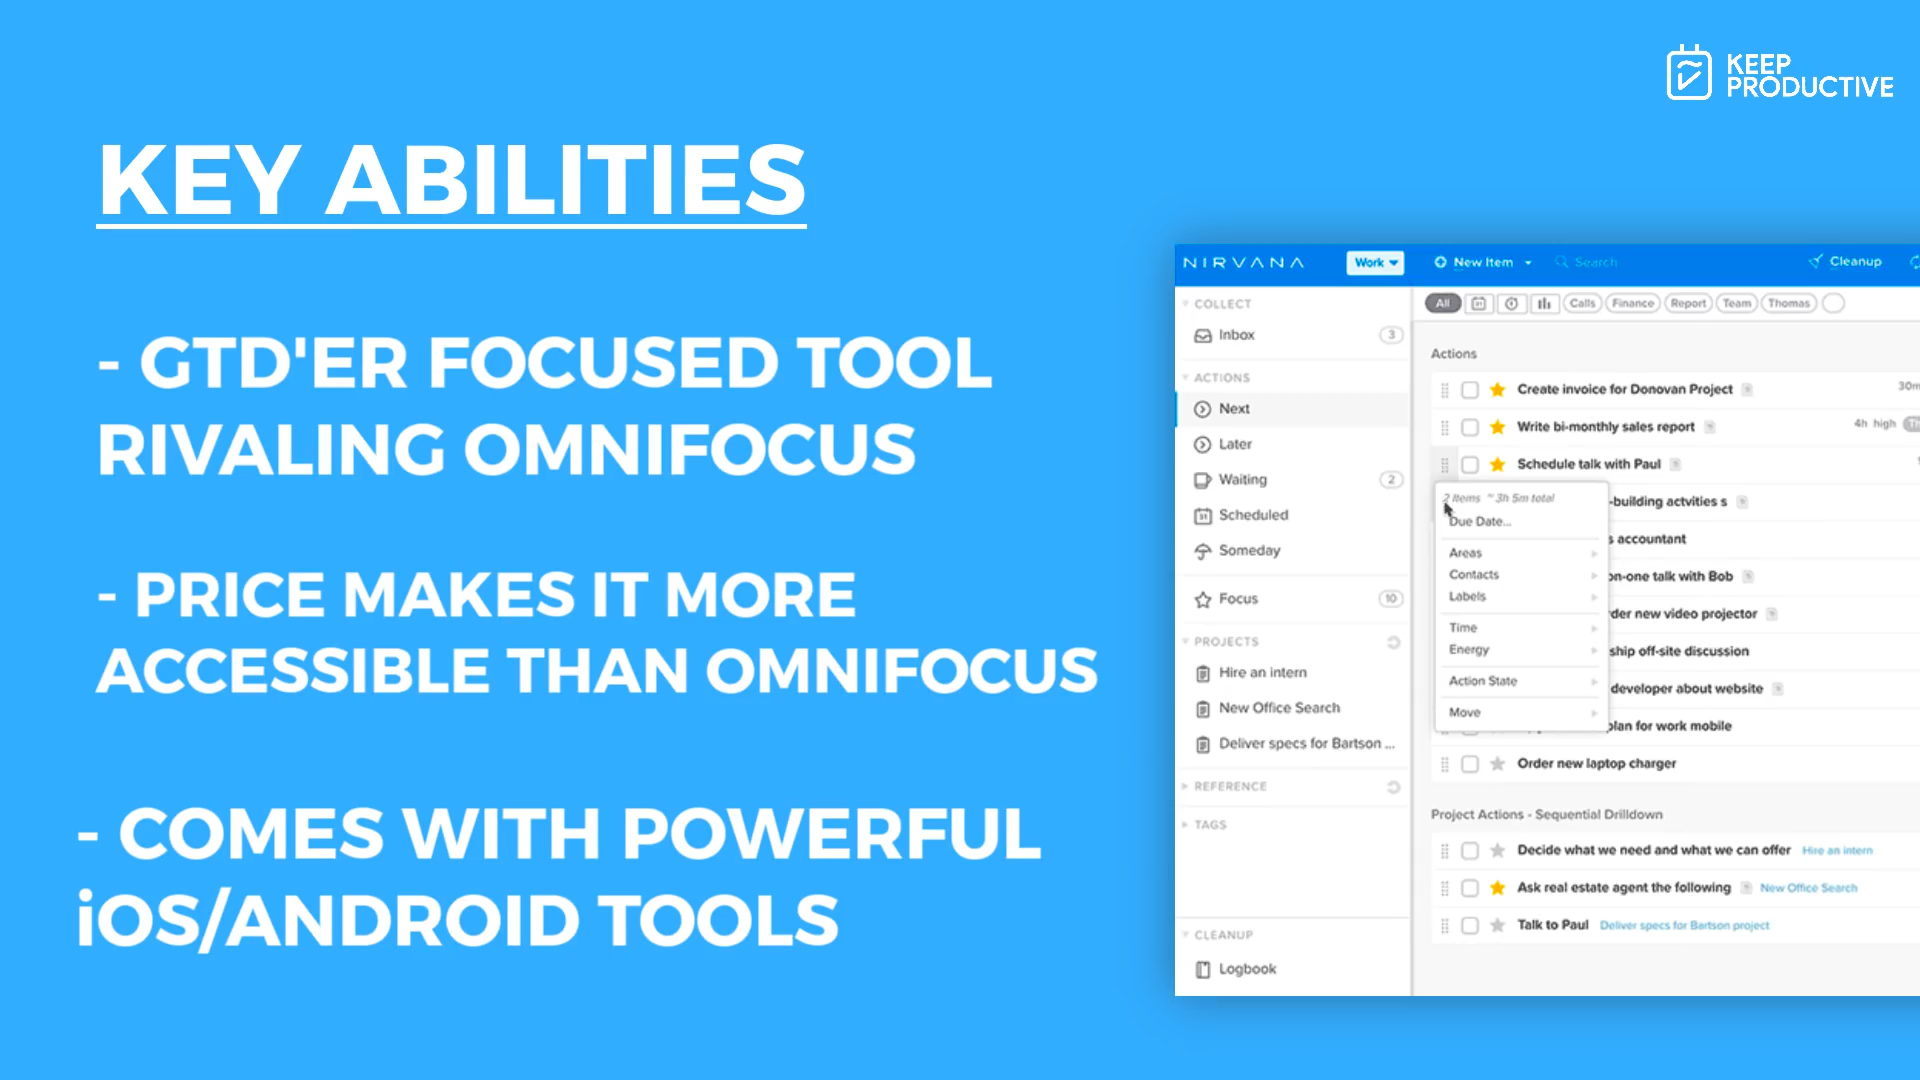 KEEP
PRODUCTIVE
KEY ABILITIES
- GTD'ER FOCUSED TOOL
RIVALING OMNIFOCUS
- PRICE MAKES IT MORE
ACCESSIBLE THAN OMNIFOCUS
- COMES WITH POWERFUL
iOS/ANDROID TOOLS
NIRVANA Work New Item Search Cleanup
COLLECT
Inbox 3
ACTIONS
Next
Later
Waiting 2
Scheduled
Someday
Focus 10
PROJECTS
Hire an intern
New Office Search
Deliver specs for Bartson ...
REFERENCE
TAGS
CLEANUP
Logbook
All Calls Finance Report Team Thomas
Actions
Create invoice for Donovan Project 30m
Write bi-monthly sales report 4h high
Schedule talk with Paul
2 items ~3h 5m total
Due Date...
Areas
Contacts
Labels
Time
Energy
Action State
Move
-building actvities s
s accountant
on-one talk with Bob
der new video projector
ship off-site discussion
developer about website
plan for work mobile
Order new laptop charger
Project Actions - Sequential Drilldown
Decide what we need and what we can offer Hire an intern
Ask real estate agent the following New Office Search
Talk to Paul Deliver specs for Bartson project